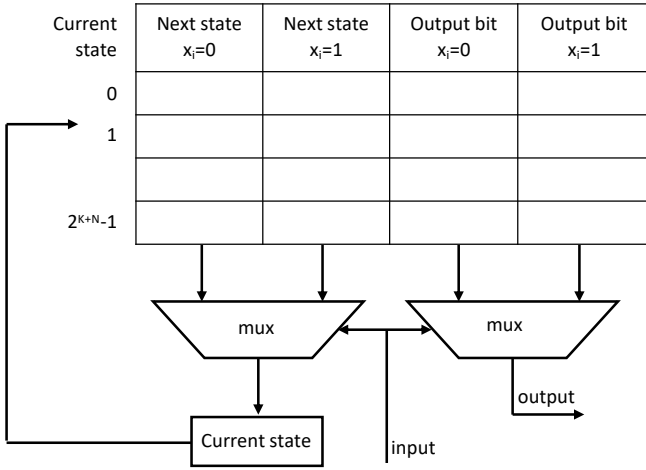 Current state
Next state xᵢ=0
Next state xᵢ=1
Output bit xᵢ=0
Output bit xᵢ=1
0
1
2ᴷ⁺ᴺ-1
mux
mux
output
Current state
input